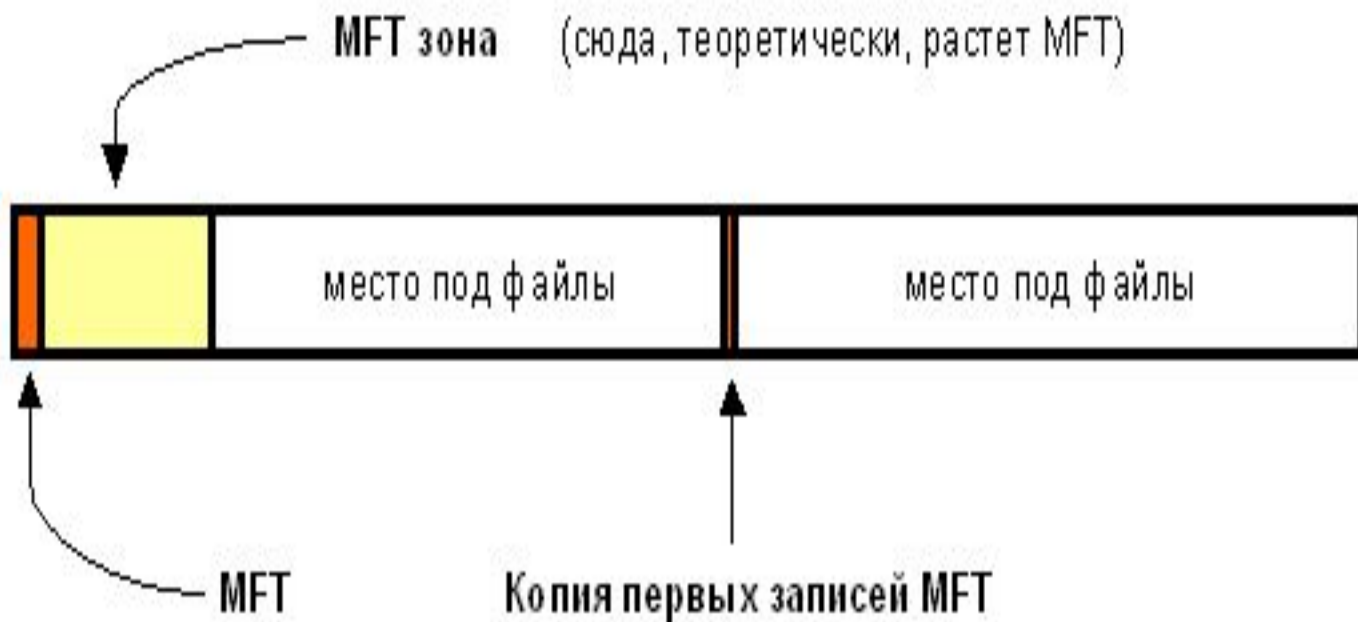 MFT зона (сюда, теоретически, растет MFT)
место под файлы
место под файлы
MFT
Копия первых записей MFT